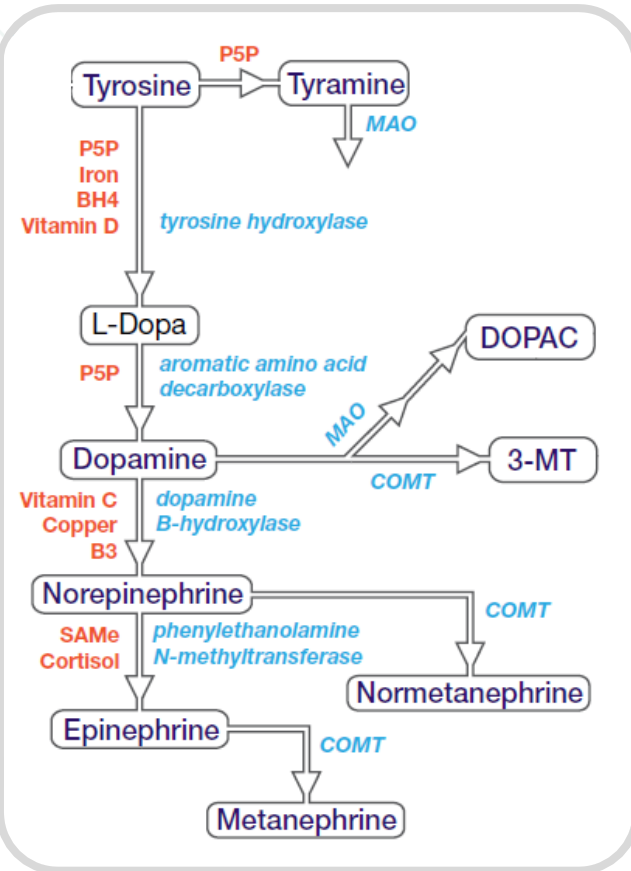 P5P
Tyrosine
Tyramine
MAO
P5P
Iron
BH4
Vitamin D
tyrosine hydroxylase
L-Dopa
P5P
aromatic amino acid
decarboxylase
DOPAC
MAO
Dopamine
3-MT
COMT
Vitamin C
Copper
B3
dopamine
B-hydroxylase
Norepinephrine
COMT
SAMe
Cortisol
phenylethanolamine
N-methyltransferase
Normetanephrine
Epinephrine
COMT
Metanephrine